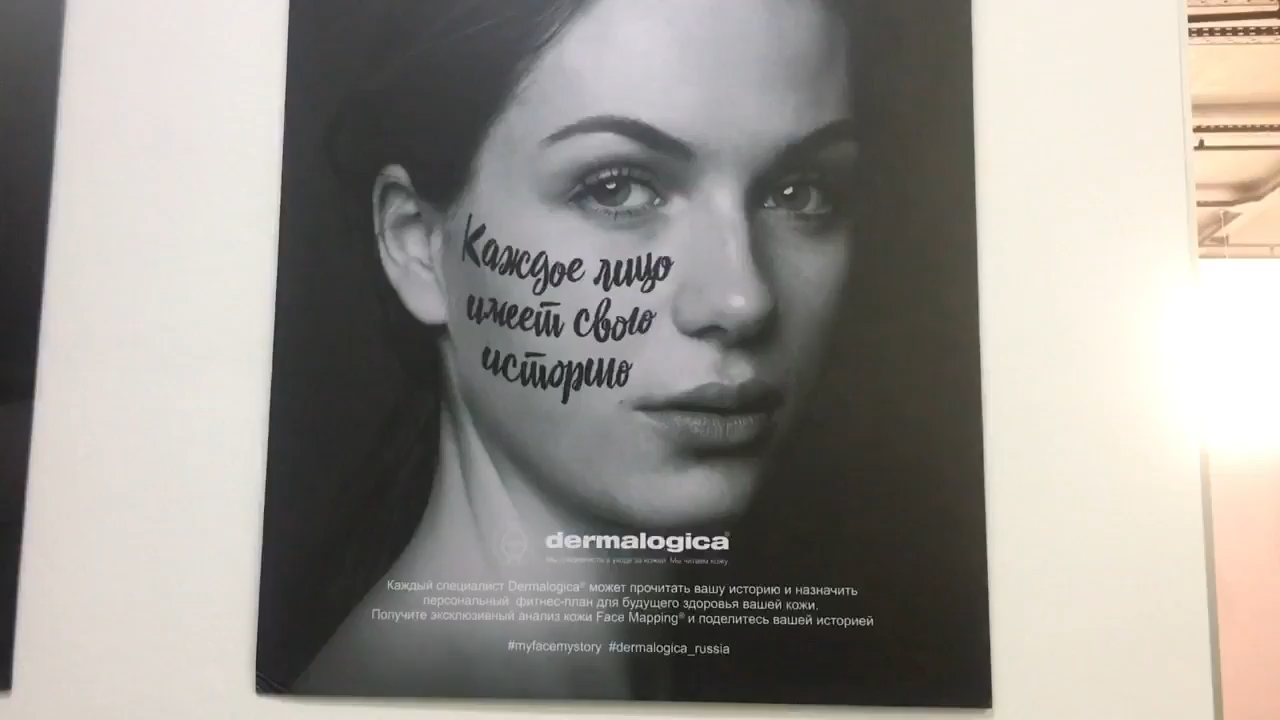 Каждое лицо
имеет свою
историю
dermalogica
Каждый специалист Dermalogica® может прочитать вашу историю и назначить
персональный фитнес-план для будущего здоровья вашей кожи.
Получите эксклюзивный анализ кожи Face Mapping® и поделитесь вашей историей
#myfacemystory #dermalogica_russia